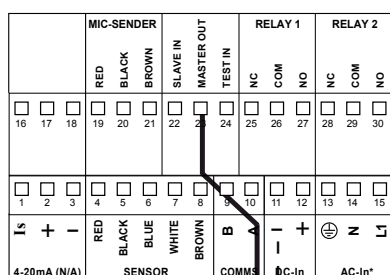 MIC-SENDER RELAY 1 RELAY 2
RED BLACK BROWN SLAVE IN MASTER OUT TEST IN NC COM NO NC COM NO
16 17 18 19 20 21 22 23 24 25 26 27 28 29 30
1 2 3 4 5 6 7 8 9 10 11 12 13 14 15
Is + − RED BLACK BLUE WHITE BROWN B A − + N L1
4-20mA (N/A) SENSOR COMMS DC-In AC-In*